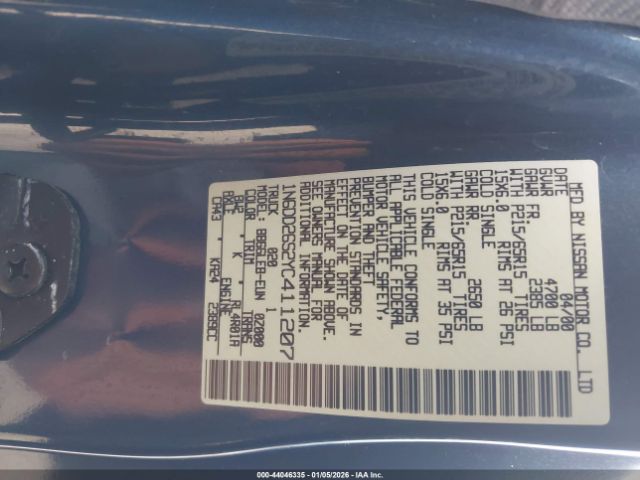 MFD BY NISSAN MOTOR CO. LTD
DATE 04/00
GVWR 4700 LB
GAWR FR. 2385 LB
WITH P215/65R15 TIRES
15X6.0 RIMS AT 26 PSI
COLD SINGLE
GAWR RR. 2850 LB
WITH P215/65R15 TIRES
15X6.0 RIMS AT 35 PSI
COLD SINGLE
THIS VEHICLE CONFORMS TO
ALL APPLICABLE FEDERAL
MOTOR VEHICLE SAFETY,
BUMPER AND THEFT
PREVENTION STANDARDS IN
EFFECT ON THE DATE OF
MANUFACTURE SHOWN ABOVE.
SEE OWNERS MANUAL FOR
ADDITIONAL INFORMATION.
1N6DD26S2YC411207
TRUCK 020 1
MODEL: 02000
COLOR TRIM TRANS
K RL4R01A
AXLE ENGINE
KA24 2389CC
000-44046335 - 01/05/2026 - IAA Inc.